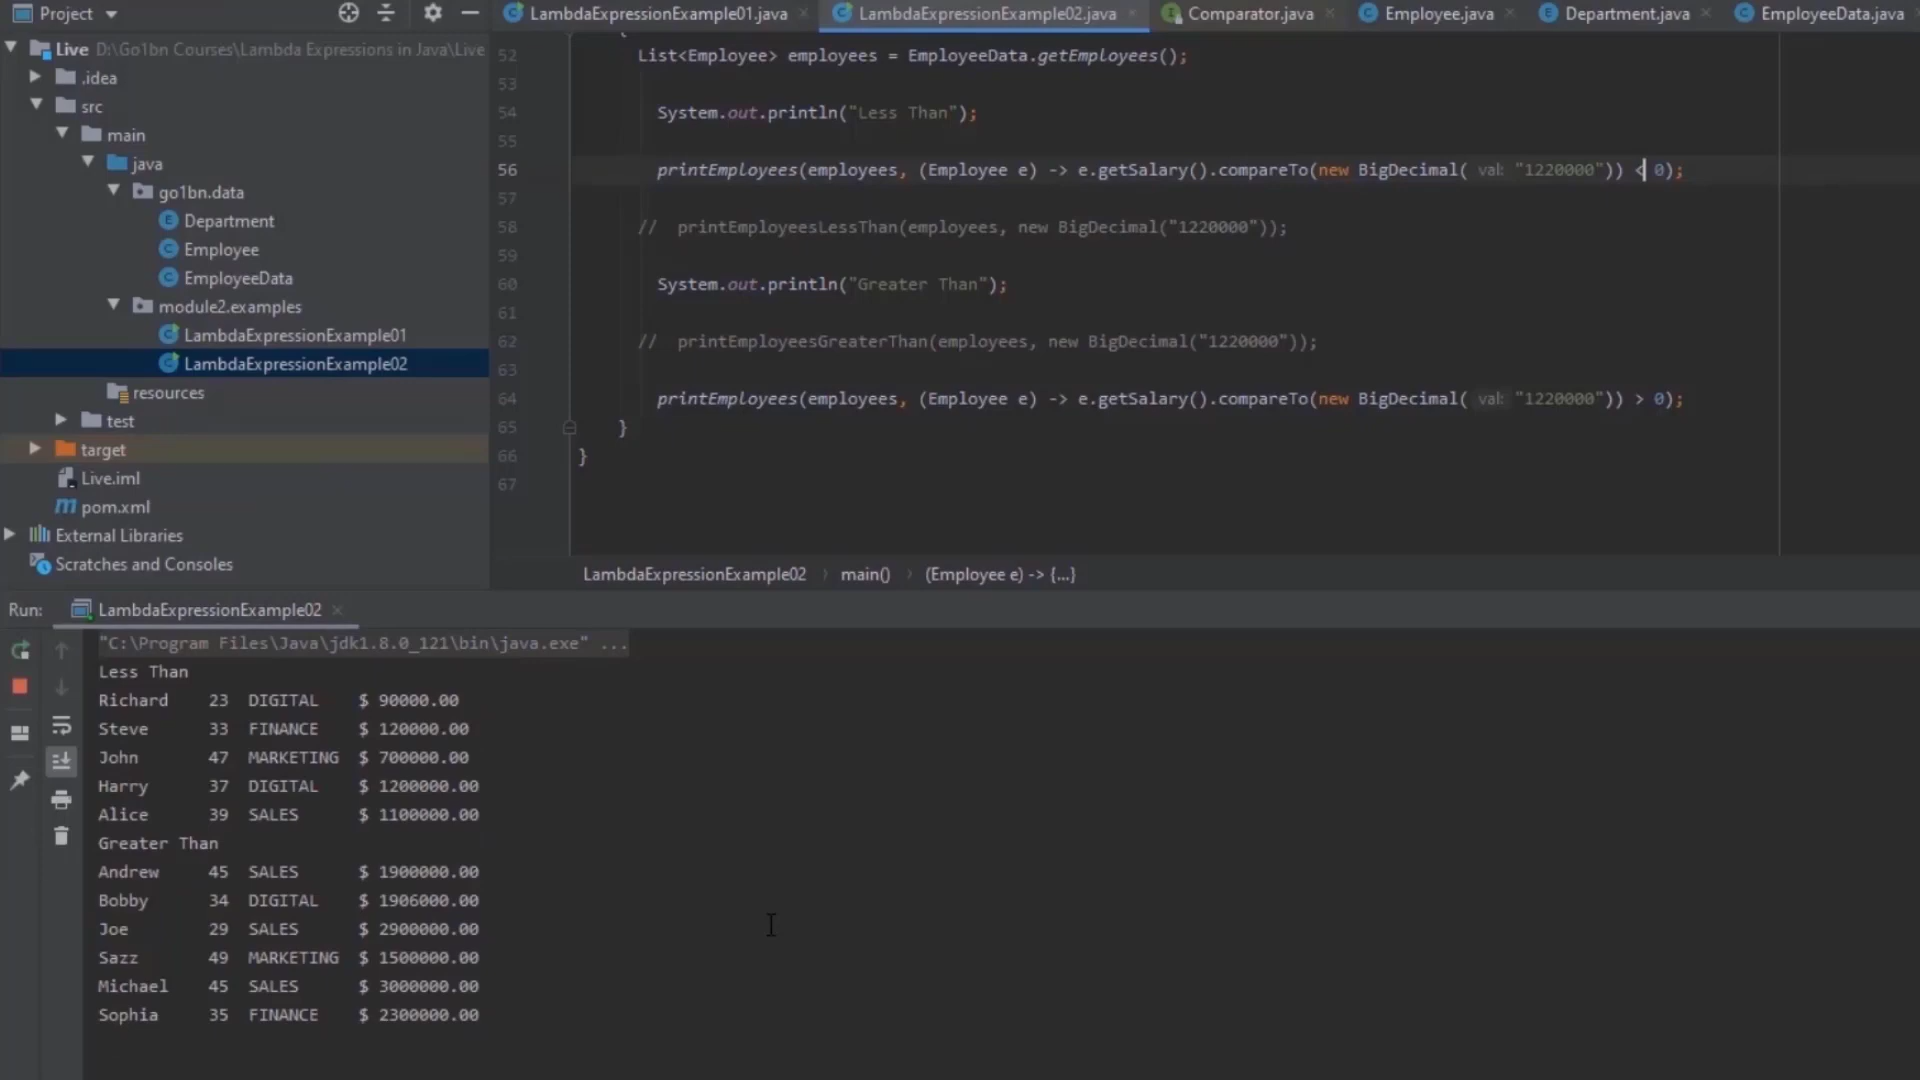 Project
LambdaExpressionExample01.java
LambdaExpressionExample02.java
Comparator.java
Employee.java
Department.java
EmployeeData.java
Live D:\Go1bn Courses\Lambda Expressions in Java\Live
.idea
src
main
java
go1bn.data
Department
Employee
EmployeeData
module2.examples
LambdaExpressionExample01
LambdaExpressionExample02
resources
test
target
Live.iml
pom.xml
External Libraries
Scratches and Consoles
{
52 List<Employee> employees = EmployeeData.getEmployees();
53
54 System.out.println("Less Than");
55
56 printEmployees(employees, (Employee e) -> e.getSalary().compareTo(new BigDecimal( val: "1220000")) < 0);
57
58 // printEmployeesLessThan(employees, new BigDecimal("1220000"));
59
60 System.out.println("Greater Than");
61
62 // printEmployeesGreaterThan(employees, new BigDecimal("1220000"));
63
64 printEmployees(employees, (Employee e) -> e.getSalary().compareTo(new BigDecimal( val: "1220000")) > 0);
65 }
66 }
67
LambdaExpressionExample02 › main() › (Employee e) -> {...}
Run: LambdaExpressionExample02
"C:\Program Files\Java\jdk1.8.0_121\bin\java.exe" ...
Less Than
Richard 23 DIGITAL $ 90000.00
Steve 33 FINANCE $ 120000.00
John 47 MARKETING $ 700000.00
Harry 37 DIGITAL $ 1200000.00
Alice 39 SALES $ 1100000.00
Greater Than
Andrew 45 SALES $ 1900000.00
Bobby 34 DIGITAL $ 1906000.00
Joe 29 SALES $ 2900000.00
Sazz 49 MARKETING $ 1500000.00
Michael 45 SALES $ 3000000.00
Sophia 35 FINANCE $ 2300000.00